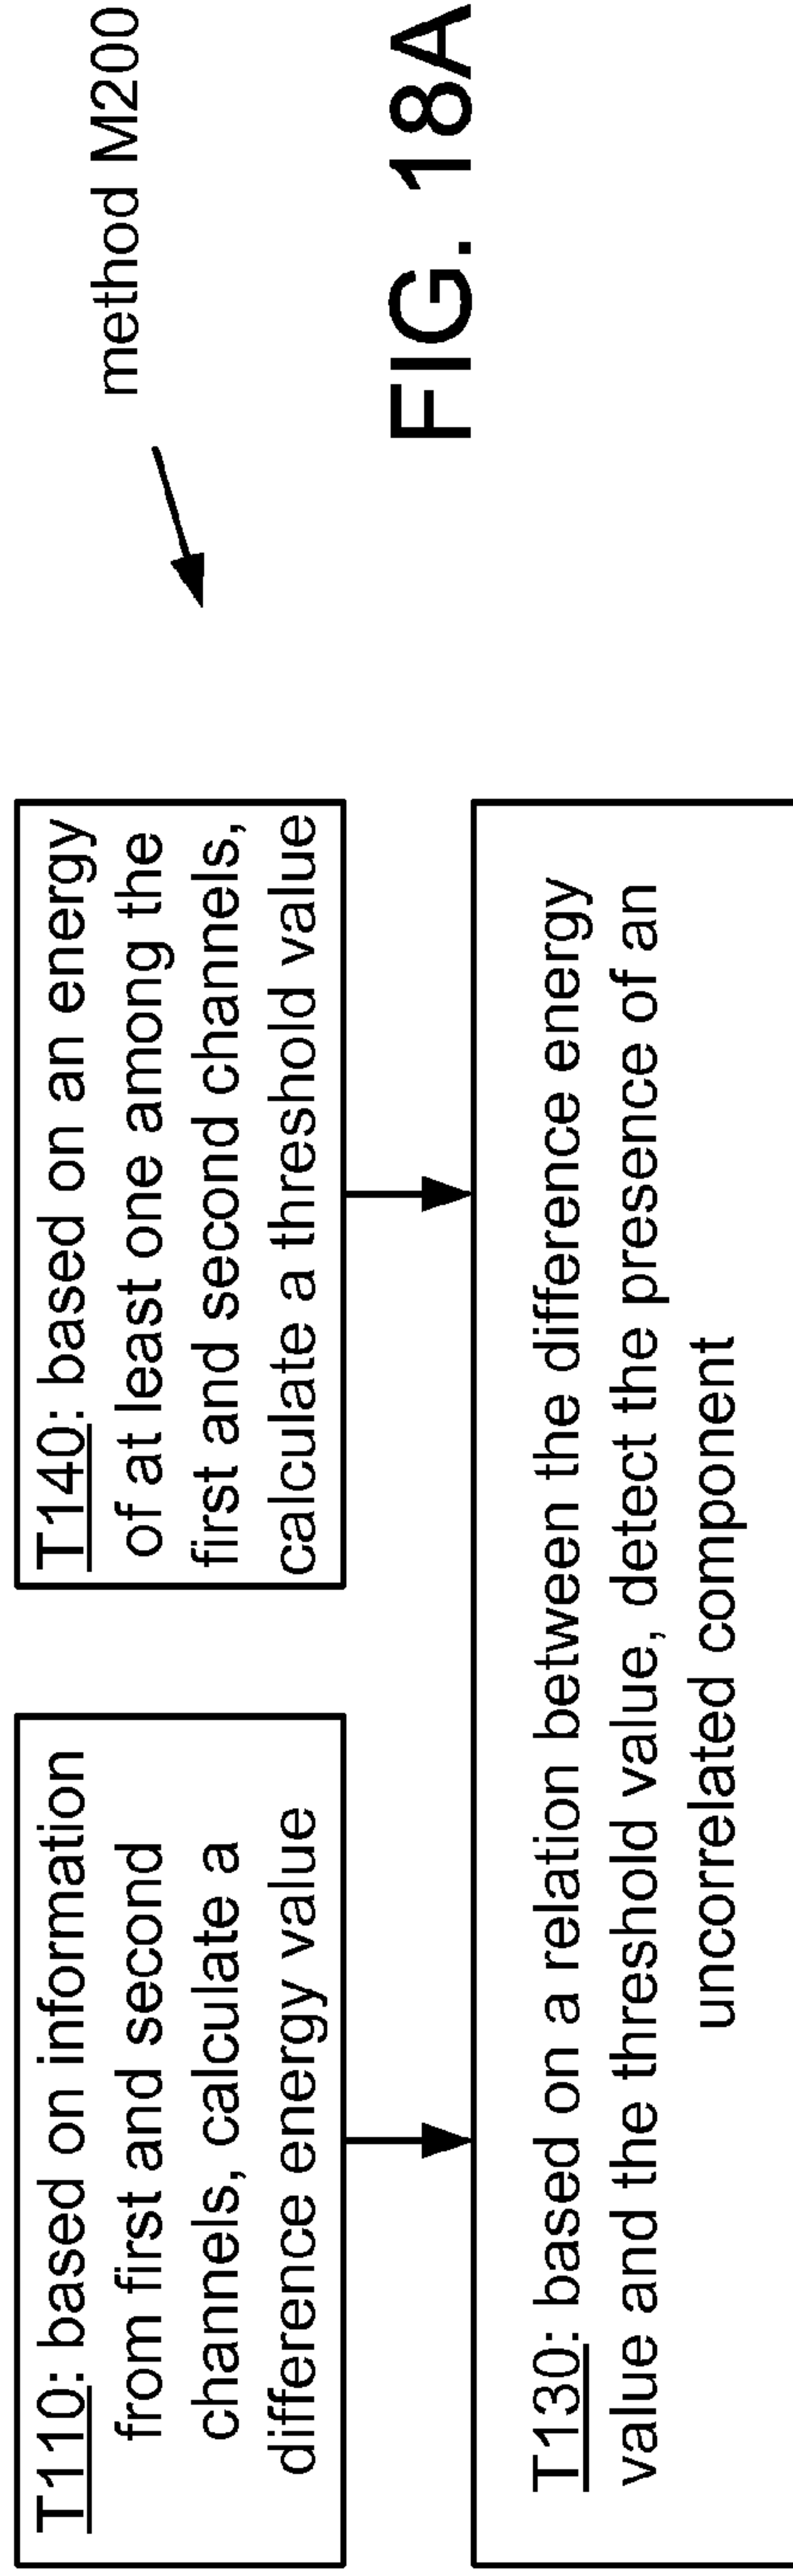 T110: based on information
from first and second
channels, calculate a
difference energy value
T140: based on an energy
of at least one among the
first and second channels,
calculate a threshold value
T130: based on a relation between the difference energy
value and the threshold value, detect the presence of an
uncorrelated component
method M200
FIG. 18A